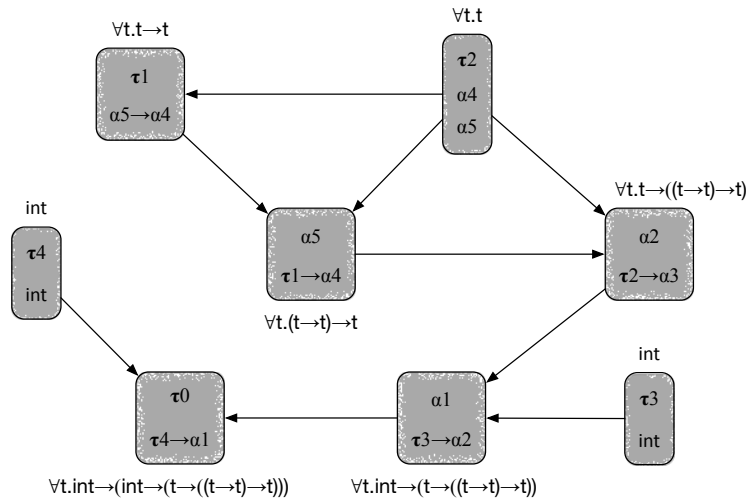 ∀t.t→t
τ1
α5→α4
∀t.t
τ2
α4
α5
∀t.t→((t→t)→t)
α2
τ2→α3
int
τ4
int
α5
τ1→α4
∀t.(t→t)→t
int
τ3
int
τ0
τ4→α1
∀t.int→(int→(t→((t→t)→t)))
α1
τ3→α2
∀t.int→(t→((t→t)→t))